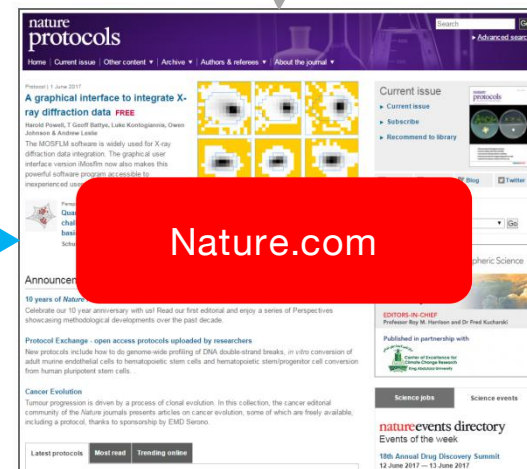 nature
protocols
Search
Advanced searc
Home Current issue Other content Archive Authors & referees About the journal
Protocol | 1 June 2017
A graphical interface to integrate X-
ray diffraction data FREE
Harold Powell, T Geoff Battye, Luke Kontogiannis, Owen
Johnson & Andrew Leslie
The MOSFLM software is widely used for X-ray
diffraction data integration. The graphical user
interface version iMosflm now also makes this
powerful software program accessible to
inexperienced use
Quan
chal
basi
Schu
Announcem
10 years of Nature
Celebrate our 10 year anniversary with us! Read our first editorial and enjoy a series of Perspectives
showcasing methodological developments over the past decade.
Protocol Exchange - open access protocols uploaded by researchers
New protocols include how to do genome-wide profiling of DNA double-strand breaks, in vitro conversion of
adult murine endothelial cells to hematopoietic stem cells and hematopoietic stem/progenitor cell conversion
from human pluripotent stem cells.
Cancer Evolution
Tumour progression is driven by a process of clonal evolution. In this collection, the cancer editorial
community of the Nature journals presents articles on cancer evolution, some of which are freely available,
including a protocol, thanks to sponsorship by EMD Serono.
Latest protocols Most read Trending online
Nature.com
Current issue
Current issue
Subscribe
Recommend to library
nature
protocols
Blog Twitter
Go
pheric Science
EDITORS-IN-CHIEF
Professor Roy M. Harrison and Dr Fred Kucharski
Published in partnership with
Center of Excellence for
Climate Change Research
King Abdulaziz University
Science jobs Science events
natureevents directory
Events of the week
18th Annual Drug Discovery Summit
12 June 2017 — 13 June 2017